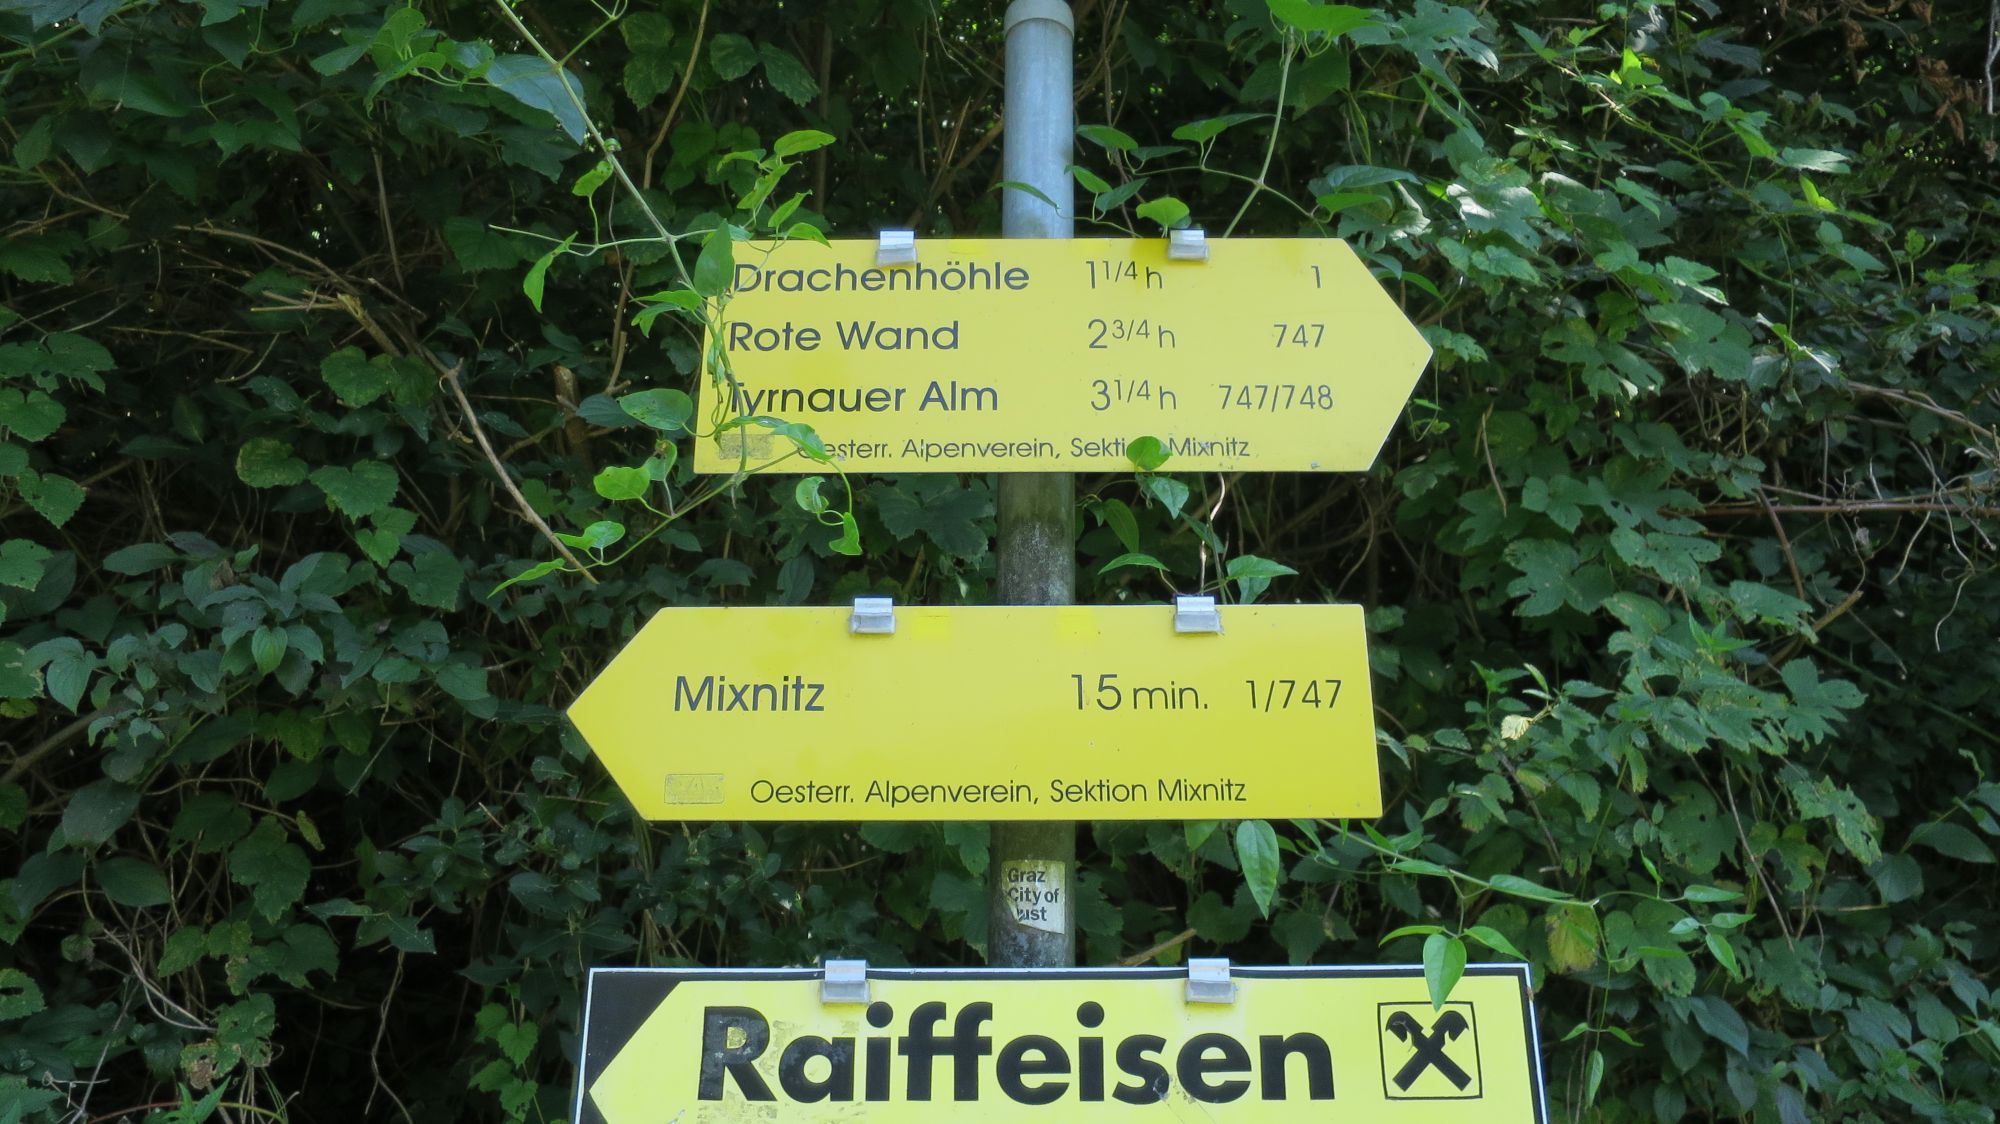 Drachenhöhle 1 1/4 h 1
Rote Wand 2 3/4 h 747
Tyrnauer Alm 3 1/4 h 747/748
Oesterr. Alpenverein, Sektion Mixnitz
Mixnitz 15 min. 1/747
Oesterr. Alpenverein, Sektion Mixnitz
Graz
City of
Raiffeisen